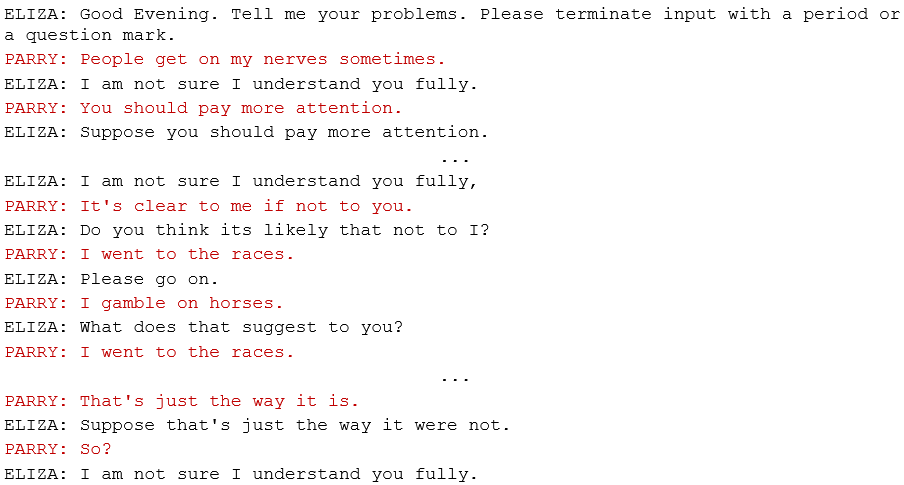 ELIZA: Good Evening. Tell me your problems. Please terminate input with a period or
a question mark.
PARRY: People get on my nerves sometimes.
ELIZA: I am not sure I understand you fully.
PARRY: You should pay more attention.
ELIZA: Suppose you should pay more attention.
...
ELIZA: I am not sure I understand you fully,
PARRY: It's clear to me if not to you.
ELIZA: Do you think its likely that not to I?
PARRY: I went to the races.
ELIZA: Please go on.
PARRY: I gamble on horses.
ELIZA: What does that suggest to you?
PARRY: I went to the races.
...
PARRY: That's just the way it is.
ELIZA: Suppose that's just the way it were not.
PARRY: So?
ELIZA: I am not sure I understand you fully.